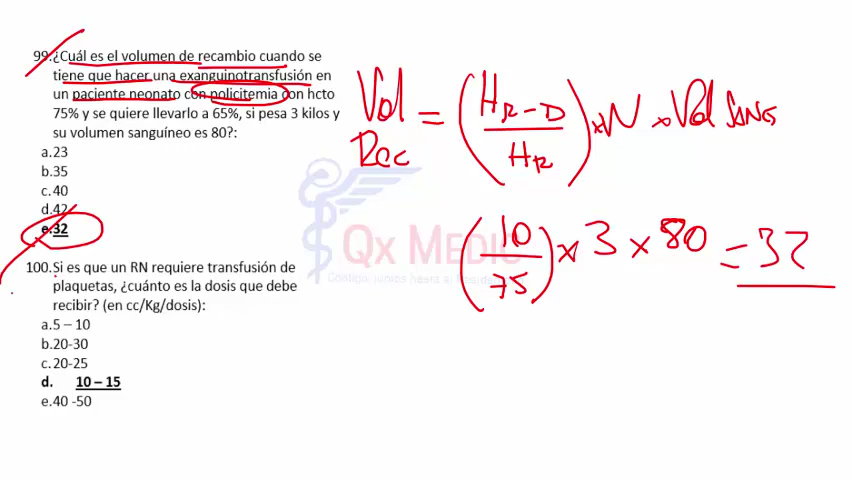 99. ¿Cuál es el volumen de recambio cuando se
tiene que hacer una exanguinotransfusión en
un paciente neonato con policitemia con hcto
75% y se quiere llevarlo a 65%, si pesa 3 kilos y
su volumen sanguíneo es 80?:
a. 23
b. 35
c. 40
d. 42
e. 32
100. Si es que un RN requiere transfusión de
plaquetas, ¿cuánto es la dosis que debe
recibir? (en cc/Kg/dosis):
a. 5 – 10
b. 20-30
c. 20-25
d. 10 – 15
e. 40 -50
Vol
Rec
= (HR - D / HR) x W x Vol SANG
(10 / 75) x 3 x 80 = 32
Qx MEDIC
Contigo, juntos hasta